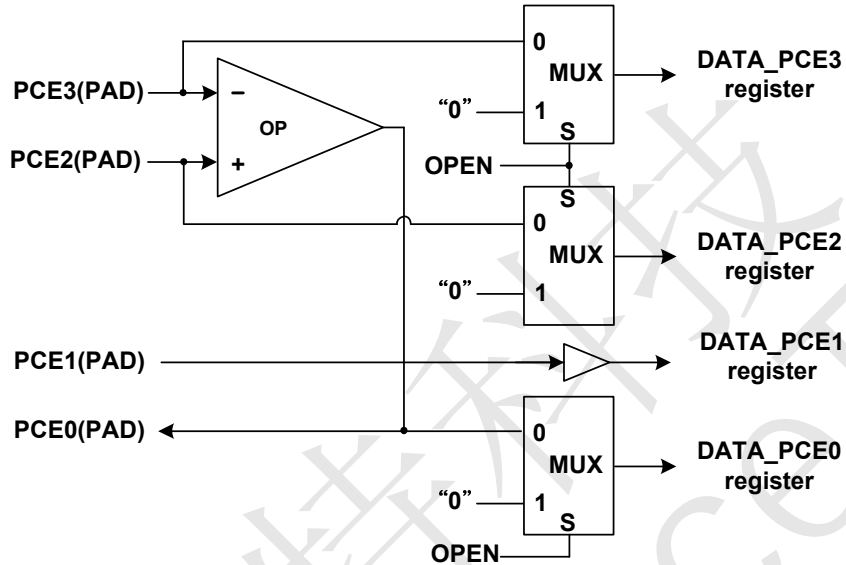 0
MUX
DATA_PCE3
register
PCE3(PAD)
−
OP
“0”
1
S
PCE2(PAD)
+
OPEN
S
0
MUX
DATA_PCE2
register
“0”
1
PCE1(PAD)
DATA_PCE1
register
PCE0(PAD)
0
MUX
DATA_PCE0
register
“0”
1
S
OPEN